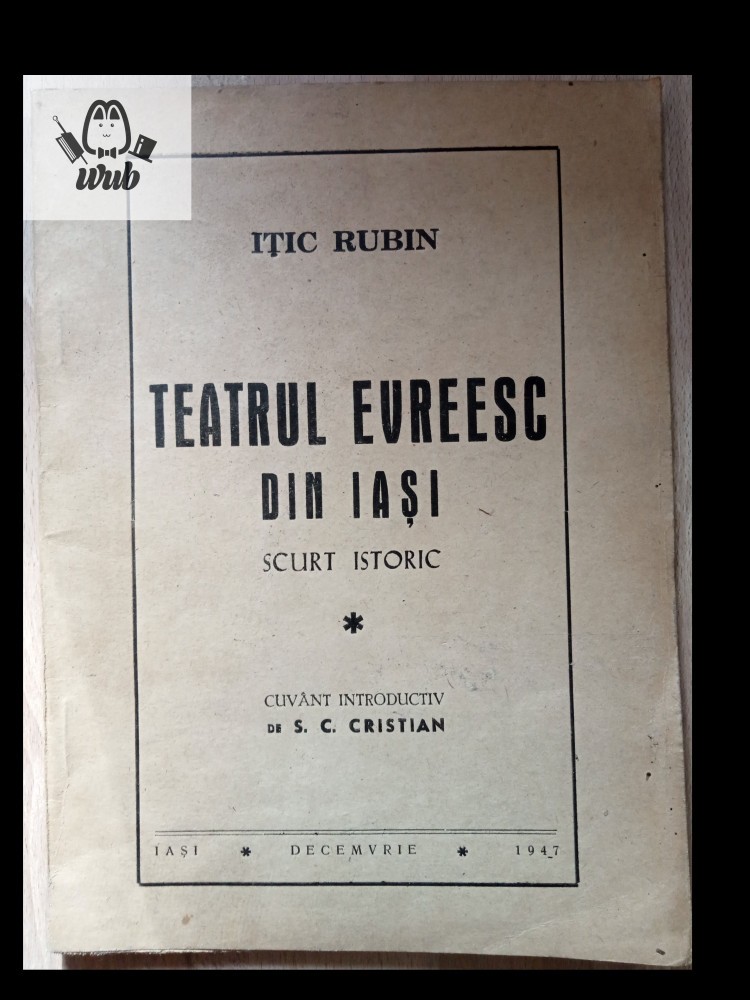 wub
IȚIC RUBIN
TEATRUL EVREESC
DIN IAȘI
SCURT ISTORIC
*
CUVÂNT INTRODUCTIV
DE S. C. CRISTIAN
IAȘI * DECEMVRIE * 1947